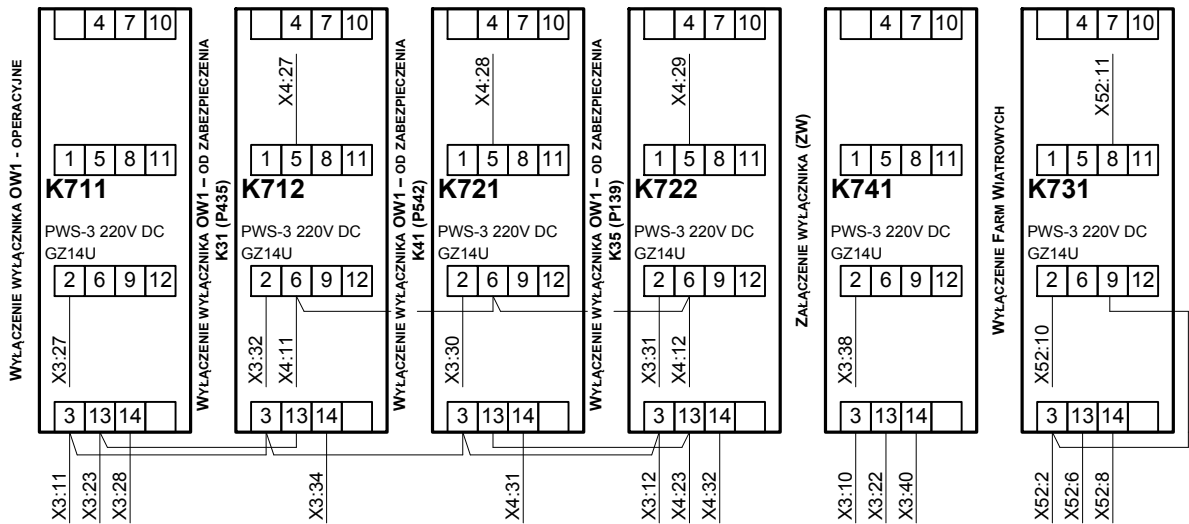 WYŁĄCZENIE WYŁĄCZNIKA OW1 - OPERACYJNE
4 7 10
1 5 8 11
K711
PWS-3 220V DC
GZ14U
2 6 9 12
X3:27
3 13 14
X3:11
X3:23
X3:28
WYŁĄCZENIE WYŁĄCZNIKA OW1 – OD ZABEZPIECZENIA
K31 (P435)
4 7 10
X4:27
1 5 8 11
K712
PWS-3 220V DC
GZ14U
2 6 9 12
X3:32
X4:11
3 13 14
X3:34
WYŁĄCZENIE WYŁĄCZNIKA OW1 – OD ZABEZPIECZENIA
K41 (P542)
4 7 10
X4:28
1 5 8 11
K721
PWS-3 220V DC
GZ14U
2 6 9 12
X3:30
3 13 14
X4:31
WYŁĄCZENIE WYŁĄCZNIKA OW1 – OD ZABEZPIECZENIA
K35 (P139)
4 7 10
X4:29
1 5 8 11
K722
PWS-3 220V DC
GZ14U
2 6 9 12
X3:31
X4:12
3 13 14
X3:12
X4:23
X4:32
ZAŁĄCZENIE WYŁĄCZNIKA (ZW)
4 7 10
1 5 8 11
K741
PWS-3 220V DC
GZ14U
2 6 9 12
X3:38
3 13 14
X3:10
X3:22
X3:40
WYŁĄCZENIE FARM WIATROWYCH
4 7 10
X52:11
1 5 8 11
K731
PWS-3 220V DC
GZ14U
2 6 9 12
X52:10
3 13 14
X52:2
X52:6
X52:8